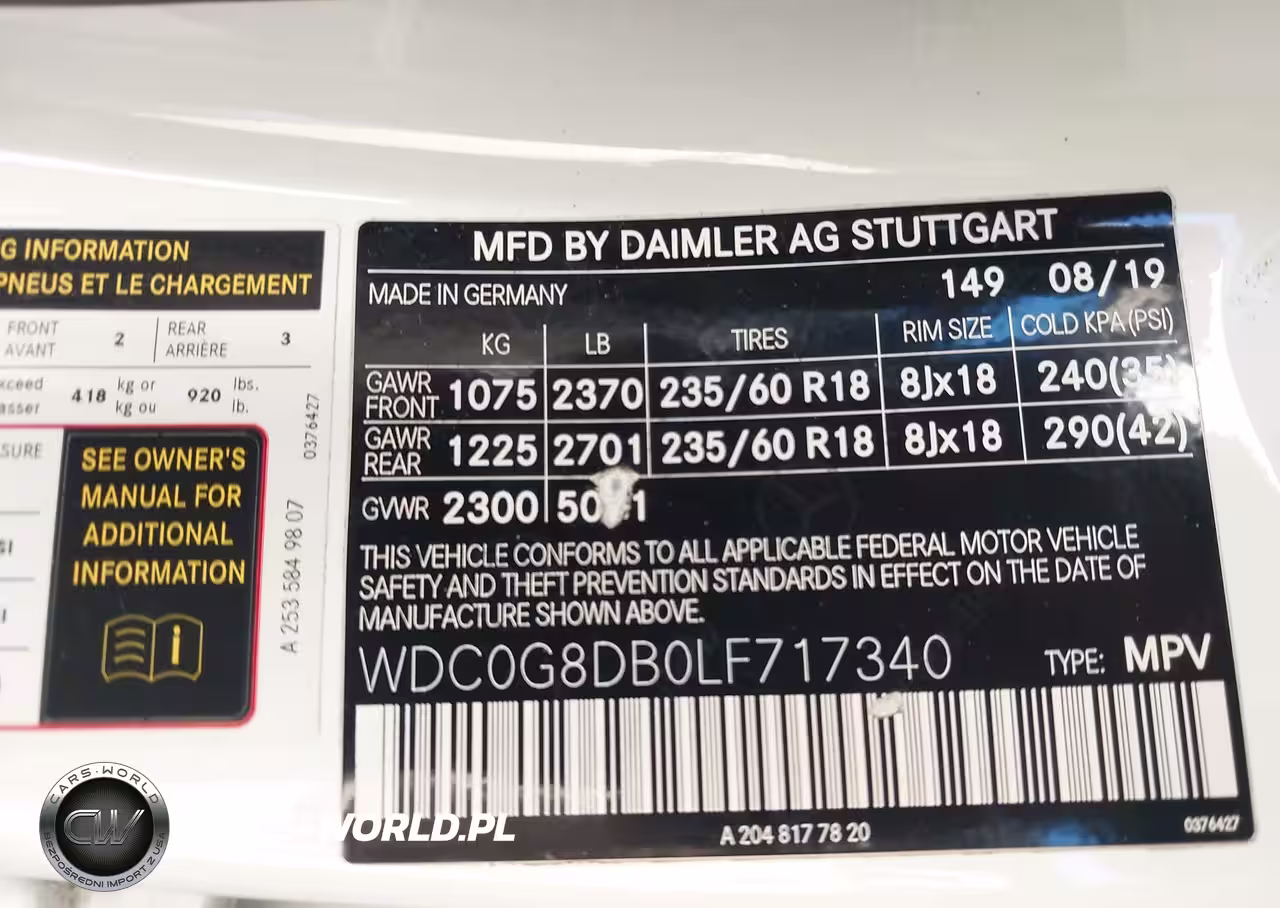 G INFORMATION
PNEUS ET LE CHARGEMENT
FRONT 2 REAR 3
AVANT ARRIÈRE
xceed 418 kg or 920 lbs.
asser kg ou lb.
0376427
SURE
SEE OWNER'S
MANUAL FOR
ADDITIONAL
INFORMATION
i
SI
I
A 253 584 98 07
MFD BY DAIMLER AG STUTTGART
MADE IN GERMANY 149 08/19
KG LB TIRES RIM SIZE COLD KPA (PSI)
GAWR FRONT 1075 2370 235/60 R18 8Jx18 240(35)
GAWR REAR 1225 2701 235/60 R18 8Jx18 290(42)
GVWR 2300
THIS VEHICLE CONFORMS TO ALL APPLICABLE FEDERAL MOTOR VEHICLE
SAFETY AND THEFT PREVENTION STANDARDS IN EFFECT ON THE DATE OF
MANUFACTURE SHOWN ABOVE.
WDC0G8DB0LF717340 TYPE: MPV
A 204 817 78 20 0376427
CARS-WORLD
CW
BEZPOŚREDNI IMPORT Z USA
WORLD.PL